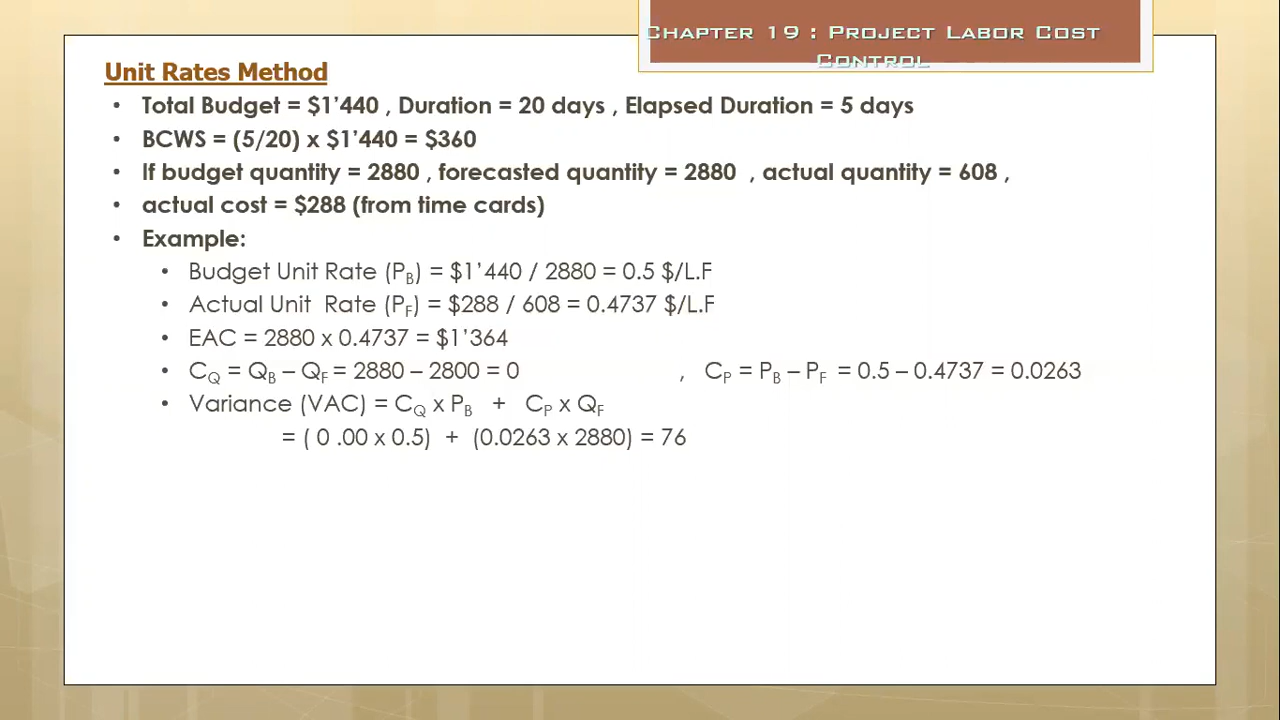 Chapter 19 : Project Labor Cost
Control
Unit Rates Method
• Total Budget = $1’440 , Duration = 20 days , Elapsed Duration = 5 days
• BCWS = (5/20) x $1’440 = $360
• If budget quantity = 2880 , forecasted quantity = 2880 , actual quantity = 608 ,
• actual cost = $288 (from time cards)
• Example:
• Budget Unit Rate (PB) = $1’440 / 2880 = 0.5 $/L.F
• Actual Unit Rate (PF) = $288 / 608 = 0.4737 $/L.F
• EAC = 2880 x 0.4737 = $1’364
• CQ = QB – QF = 2880 – 2800 = 0 , CP = PB – PF = 0.5 – 0.4737 = 0.0263
• Variance (VAC) = CQ x PB + CP x QF
= ( 0 .00 x 0.5) + (0.0263 x 2880) = 76